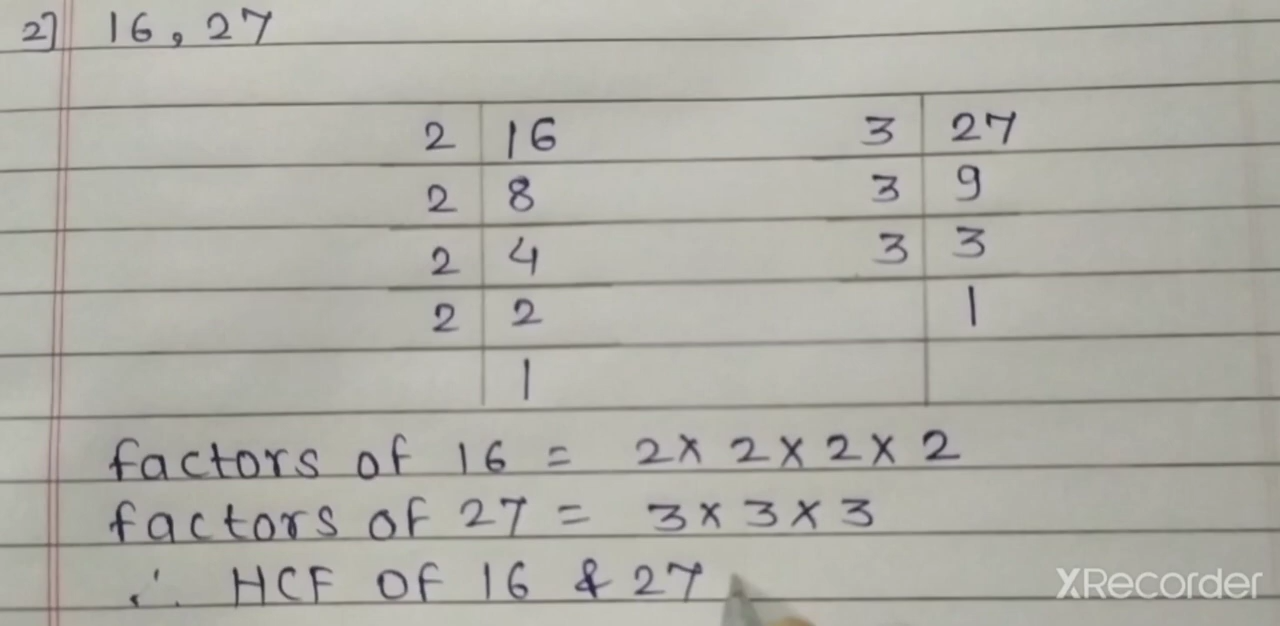 2] 16, 27
2 16 3 27
2 8 3 9
2 4 3 3
2 2 1
1
factors of 16 = 2 × 2 × 2 × 2
factors of 27 = 3 × 3 × 3
∴ HCF OF 16 & 27
XRecorder